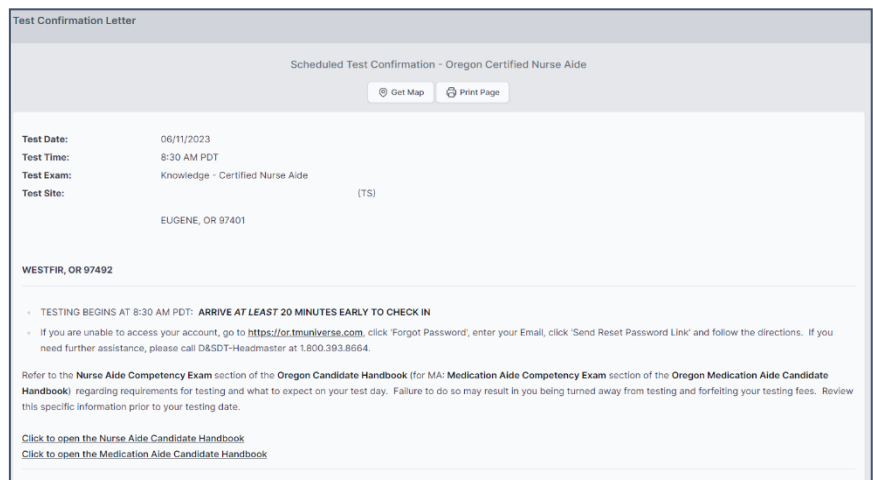 Test Confirmation Letter
Scheduled Test Confirmation - Oregon Certified Nurse Aide
Get Map Print Page
Test Date: 06/11/2023
Test Time: 8:30 AM PDT
Test Exam: Knowledge - Certified Nurse Aide
Test Site: (TS)
EUGENE, OR 97401
WESTFIR, OR 97492
TESTING BEGINS AT 8:30 AM PDT: ARRIVE AT LEAST 20 MINUTES EARLY TO CHECK IN
If you are unable to access your account, go to https://or.tmuniverse.com, click 'Forgot Password', enter your Email, click 'Send Reset Password Link' and follow the directions. If you
need further assistance, please call D&SDT-Headmaster at 1.800.393.8664.
Refer to the Nurse Aide Competency Exam section of the Oregon Candidate Handbook (for MA: Medication Aide Competency Exam section of the Oregon Medication Aide Candidate
Handbook) regarding requirements for testing and what to expect on your test day. Failure to do so may result in you being turned away from testing and forfeiting your testing fees. Review
this specific information prior to your testing date.
Click to open the Nurse Aide Candidate Handbook
Click to open the Medication Aide Candidate Handbook